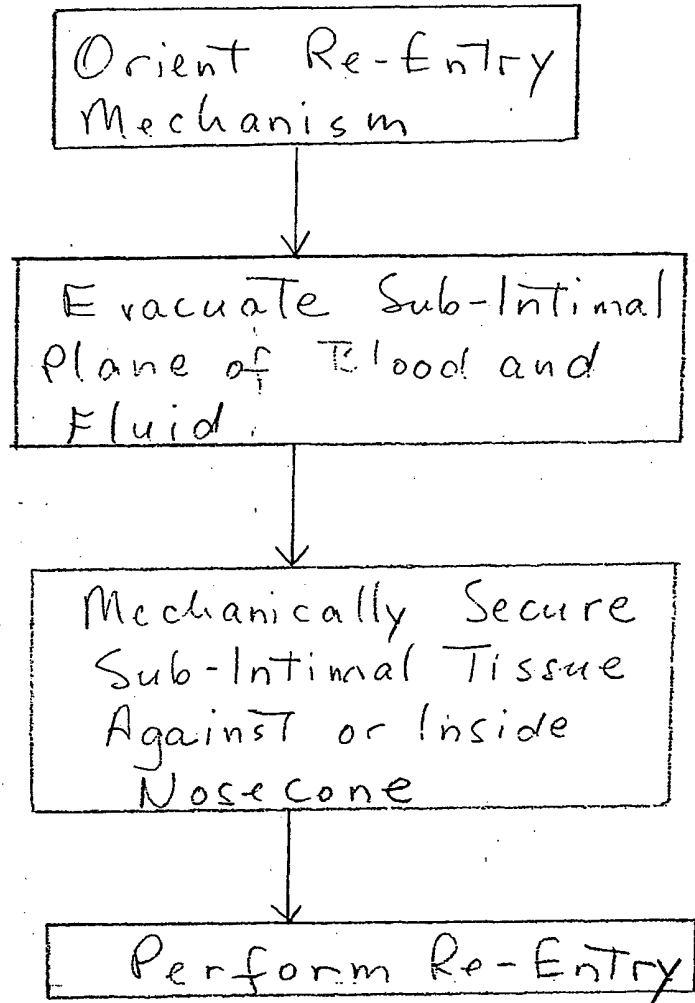 Orient Re-Entry
Mechanism
Evacuate Sub-Intimal
Plane of Blood and
Fluid.
Mechanically Secure
Sub-Intimal Tissue
Against or Inside
Nosecone
Perform Re-Entry